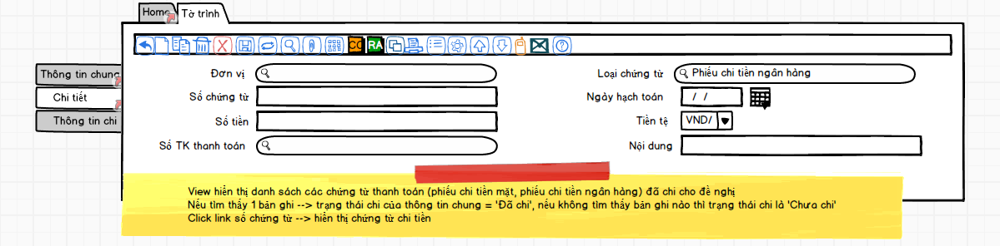 Home
Tờ trình
CO
RA
Thông tin chung
Chi tiết
Thông tin chi
Đơn vị
Loại chứng từ
Phiếu chi tiền ngân hàng
Số chứng từ
Ngày hạch toán
/ /
Số tiền
Tiền tệ
VND/
Số TK thanh toán
Nội dung
View hiển thị danh sách các chứng từ thanh toán (phiếu chi tiền mặt, phiếu chi tiền ngân hàng) đã chi cho đề nghị
Nếu tìm thấy 1 bản ghi --> trạng thái chi của thông tin chung = 'Đã chi', nếu không tìm thấy bản ghi nào thì trạng thái chi là 'Chưa chi'
Click link số chứng từ --> hiển thị chứng từ chi tiền